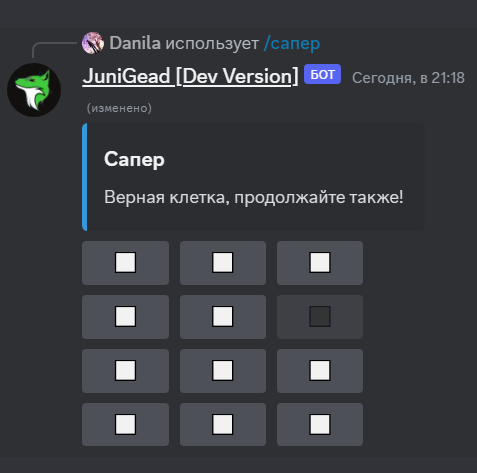 Danila использует /сапер
JuniGead [Dev Version] БОТ Сегодня, в 21:18
(изменено)
Сапер
Верная клетка, продолжайте также!